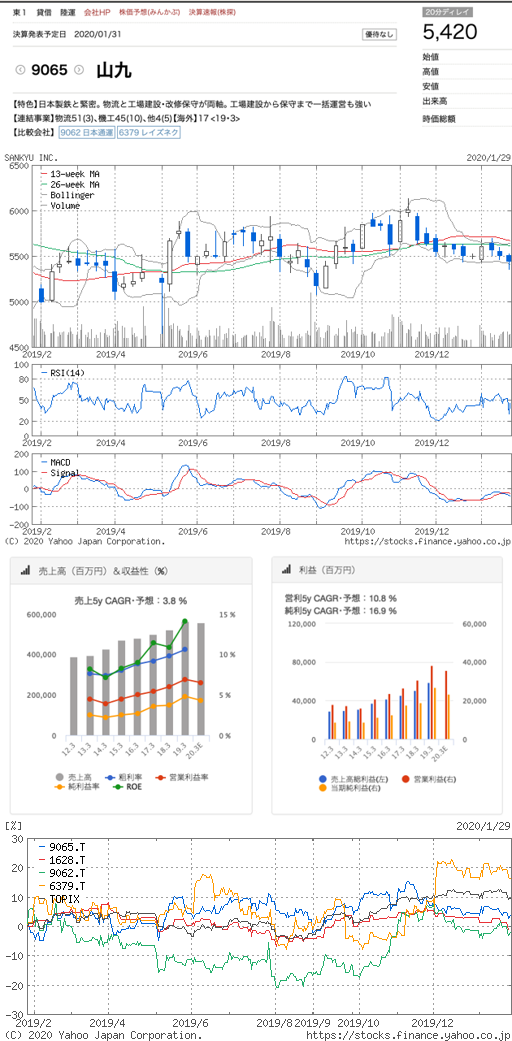 東1 貸借 陸運 会社HP 株価予想(みんかぶ) 決算速報(株探)
20分ディレイ
決算発表予定日 2020/01/31
優待なし
5,420
9065 山九
始値
高値
安値
出来高
時価総額
【特色】日本製鉄と緊密。物流と工場建設・改修保守が両軸。工場建設から保守まで一括運営も強い
【連結事業】物流51(3)、機工45(10)、他4(5)【海外】17 <19・3>
【比較会社】 9062 日本通運 6379 レイズネク
SANKYU INC. 2020/1/29
13-week MA
26-week MA
Bollinger
Volume
6500
6000
5500
5000
4500
2019/2 2019/4 2019/6 2019/8 2019/10 2019/12
RSI(14)
100
80
50
20
0
2019/2 2019/4 2019/6 2019/8 2019/10 2019/12
MACD
Signal
200
100
0
-100
-200
2019/2 2019/4 2019/6 2019/8 2019/10 2019/12
(C) 2020 Yahoo Japan Corporation. https://stocks.finance.yahoo.co.jp
売上高（百万円）＆収益性（%）
売上5y CAGR・予想：3.8 %
600,000 15 %
400,000 10 %
200,000 5 %
0 0 %
12.3 13.3 14.3 15.3 16.3 17.3 18.3 19.3 20.3E
売上高 粗利率 営業利益率
純利益率 ROE
利益（百万円）
営利5y CAGR・予想：10.8 %
純利5y CAGR・予想：16.9 %
120,000 60,000
80,000 40,000
40,000 20,000
0 0
12.3 13.3 14.3 15.3 16.3 17.3 18.3 19.3 20.3E
売上高総利益(左) 営業利益(右)
当期純利益(右)
[%] 2020/1/29
9065.T
1628.T
9062.T
6379.T
TOPIX
30
20
10
0
-10
-20
-30
2019/2 2019/4 2019/6 2019/8 2019/9 2019/10 2019/12
(C) 2020 Yahoo Japan Corporation. https://stocks.finance.yahoo.co.jp